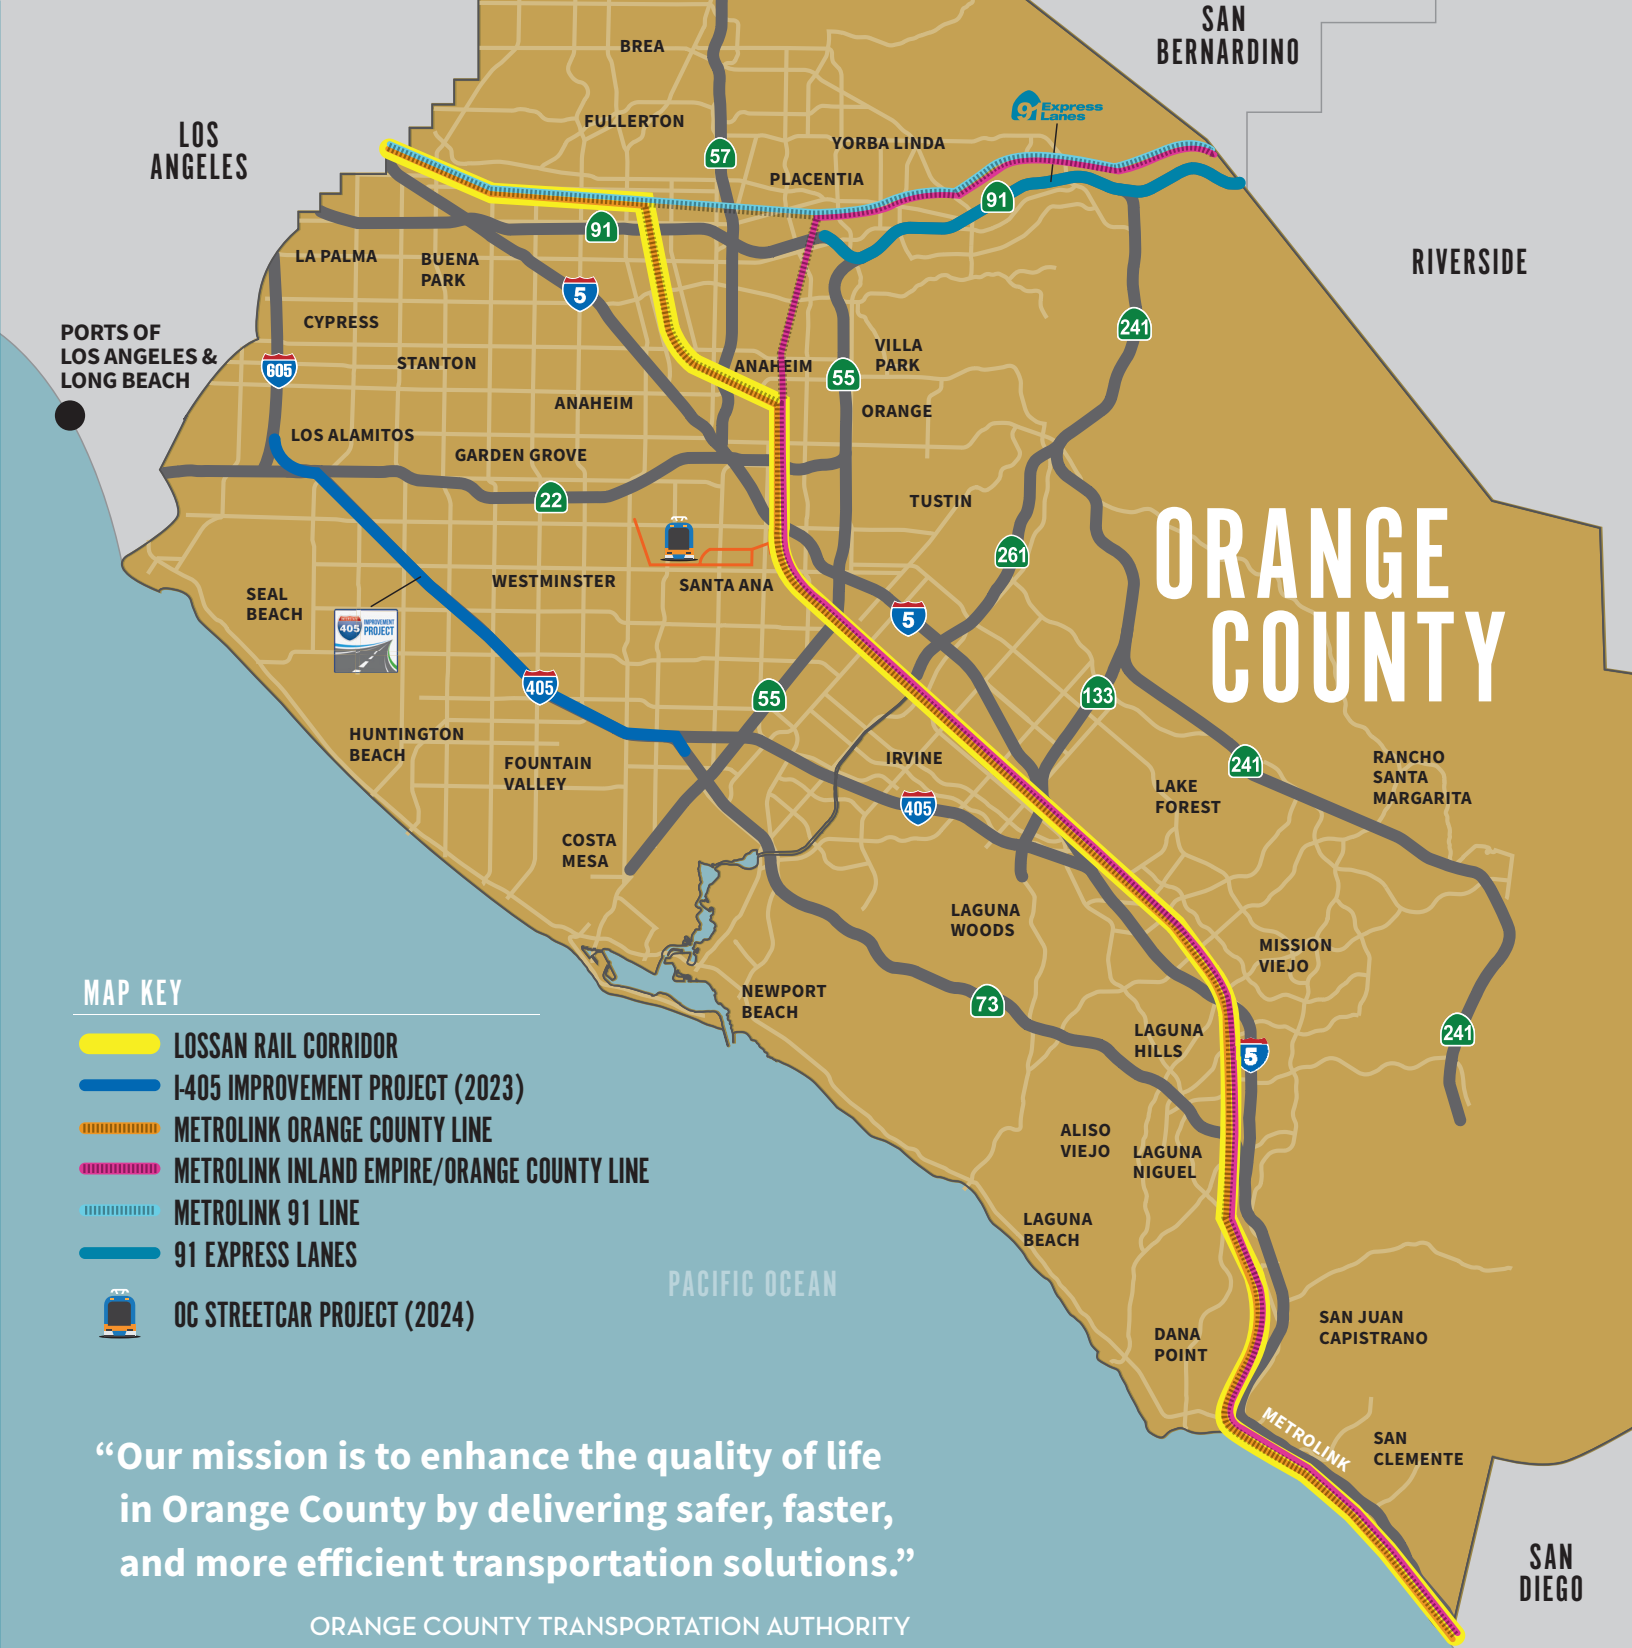 SAN
BERNARDINO
BREA
91 Express
Lanes
FULLERTON
LOS
ANGELES
YORBA LINDA
57
PLACENTIA
91
91
LA PALMA
BUENA
PARK
RIVERSIDE
5
CYPRESS
241
PORTS OF
LOS ANGELES &
LONG BEACH
STANTON
VILLA
PARK
605
ANAHEIM
55
ANAHEIM
ORANGE
LOS ALAMITOS
GARDEN GROVE
22
TUSTIN
ORANGE
COUNTY
261
WESTMINSTER
SANTA ANA
SEAL
BEACH
5
405
IMPROVEMENT
PROJECT
405
55
133
HUNTINGTON
BEACH
FOUNTAIN
VALLEY
IRVINE
241
RANCHO
SANTA
MARGARITA
LAKE
FOREST
405
COSTA
MESA
LAGUNA
WOODS
MISSION
VIEJO
NEWPORT
BEACH
73
LAGUNA
HILLS
5
241
MAP KEY
LOSSAN RAIL CORRIDOR
I-405 IMPROVEMENT PROJECT (2023)
METROLINK ORANGE COUNTY LINE
METROLINK INLAND EMPIRE/ORANGE COUNTY LINE
METROLINK 91 LINE
91 EXPRESS LANES
OC STREETCAR PROJECT (2024)
ALISO
VIEJO
LAGUNA
NIGUEL
LAGUNA
BEACH
PACIFIC OCEAN
DANA
POINT
SAN JUAN
CAPISTRANO
METROLINK
SAN
CLEMENTE
SAN
DIEGO
“Our mission is to enhance the quality of life
in Orange County by delivering safer, faster,
and more efficient transportation solutions.”
ORANGE COUNTY TRANSPORTATION AUTHORITY